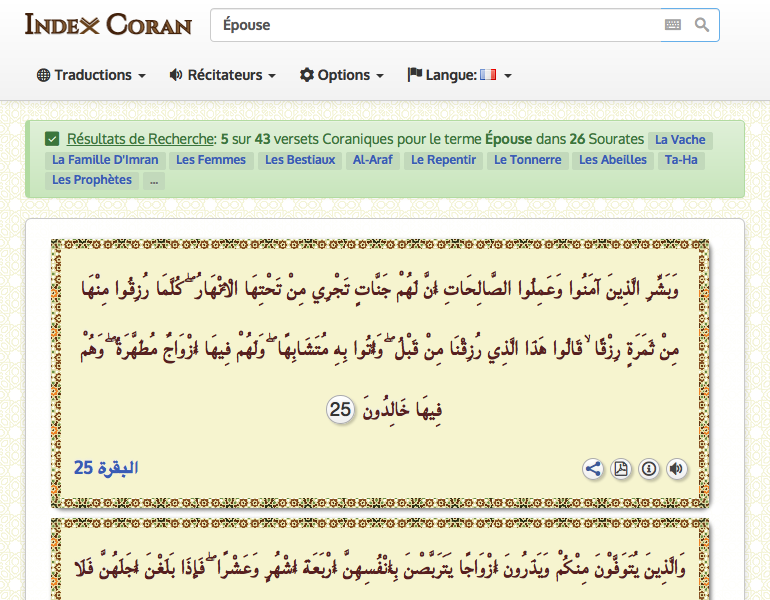 Index Coran
Épouse
Traductions Récitateurs Options Langue:
Résultats de Recherche: 5 sur 43 versets Coraniques pour le terme Épouse dans 26 Sourates La Vache
La Famille D'Imran Les Femmes Les Bestiaux Al-Araf Le Repentir Le Tonnerre Les Abeilles Ta-Ha
Les Prophètes ...
وَبَشِّرِ الَّذِينَ آمَنُوا وَعَمِلُوا الصَّالِحَاتِ أَنَّ لَهُمْ جَنَّاتٍ تَجْرِي مِنْ تَحْتِهَا الْأَنْهَارُ ۖ كُلَّمَا رُزِقُوا مِنْهَا
مِنْ ثَمَرَةٍ رِزْقًا ۙ قَالُوا هَٰذَا الَّذِي رُزِقْنَا مِنْ قَبْلُ ۖ وَأُتُوا بِهِ مُتَشَابِهًا ۖ وَلَهُمْ فِيهَا أَزْوَاجٌ مُطَهَّرَةٌ ۖ وَهُمْ
فِيهَا خَالِدُونَ 25
البقرة 25
وَالَّذِينَ يُتَوَفَّوْنَ مِنْكُمْ وَيَذَرُونَ أَزْوَاجًا يَتَرَبَّصْنَ بِأَنْفُسِهِنَّ أَرْبَعَةَ أَشْهُرٍ وَعَشْرًا ۖ فَإِذَا بَلَغْنَ أَجَلَهُنَّ فَلَا